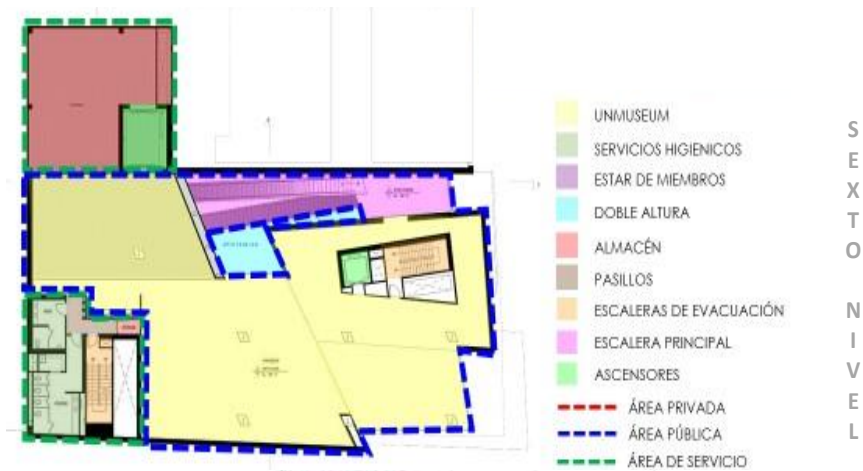 UNMUSEUM
SERVICIOS HIGIENICOS
ESTAR DE MIEMBROS
DOBLE ALTURA
ALMACÉN
PASILLOS
ESCALERAS DE EVACUACIÓN
ESCALERA PRINCIPAL
ASCENSORES
ÁREA PRIVADA
ÁREA PÚBLICA
ÁREA DE SERVICIO
SEXTO
NIVEL